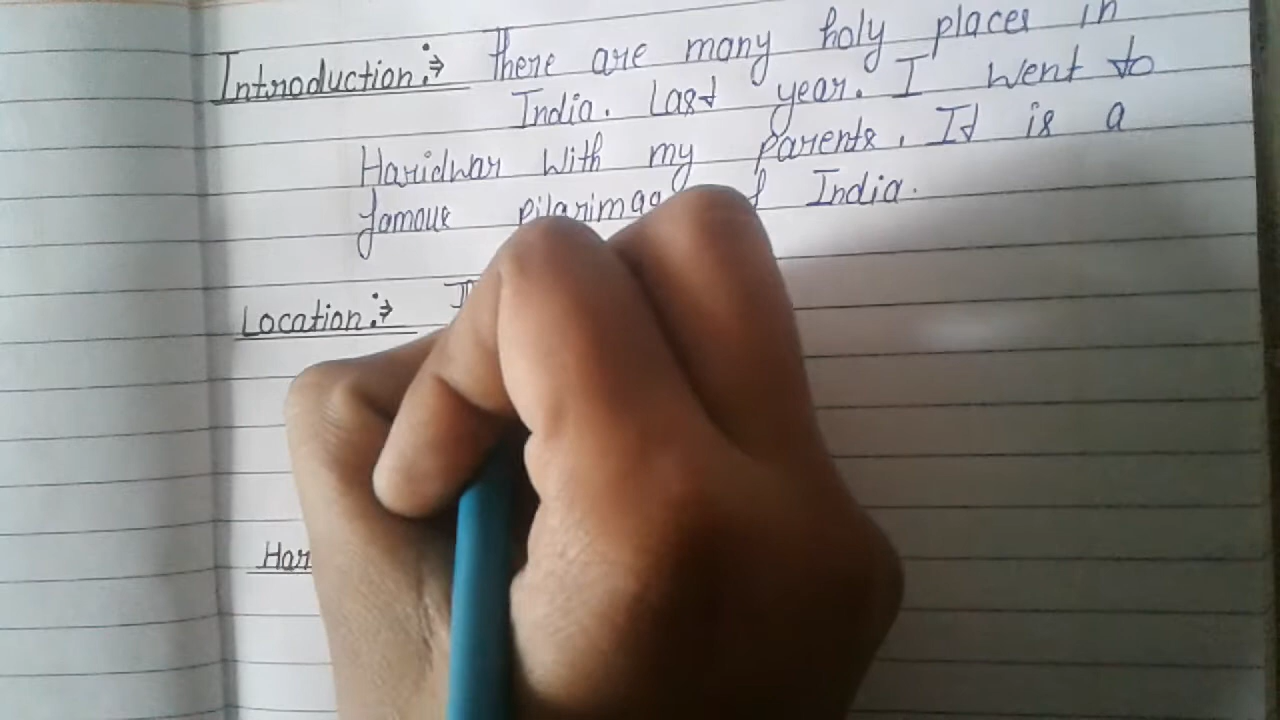 Introduction :⇒ There are many holy places in
India. Last year. I went to
Haridwar with my parents. It is a
famous India.
Location :⇒